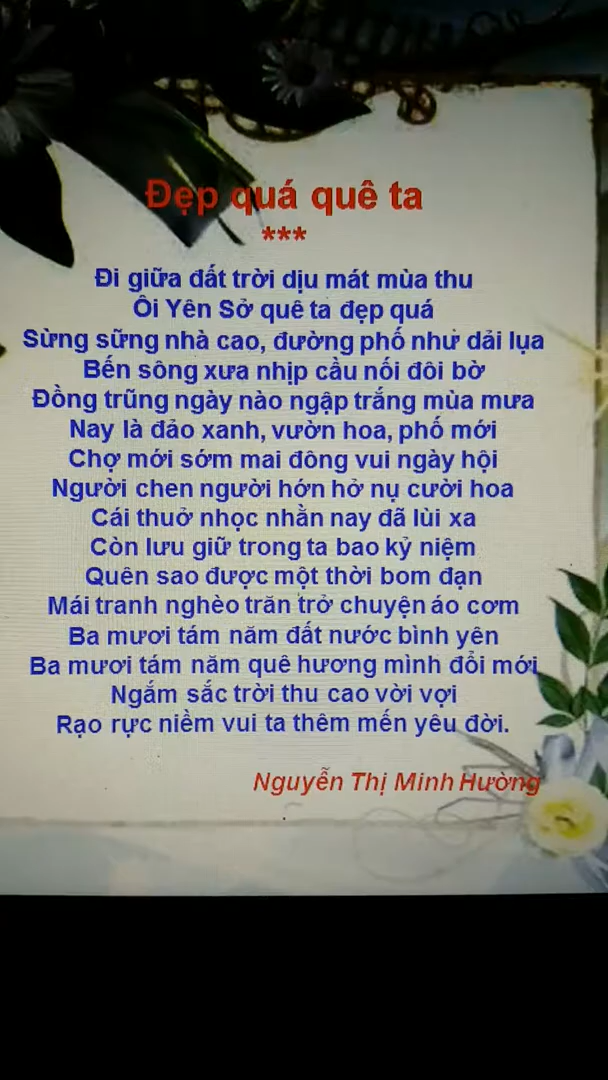 Đẹp quá quê ta
***
Đi giữa đất trời dịu mát mùa thu
Ôi Yên Sở quê ta đẹp quá
Sừng sững nhà cao, đường phố như dải lụa
Bến sông xưa nhịp cầu nối đôi bờ
Đồng trũng ngày nào ngập trắng mùa mưa
Nay là đảo xanh, vườn hoa, phố mới
Chợ mới sớm mai đông vui ngày hội
Người chen người hớn hở nụ cười hoa
Cái thuở nhọc nhằn nay đã lùi xa
Còn lưu giữ trong ta bao kỷ niệm
Quên sao được một thời bom đạn
Mái tranh nghèo trăn trở chuyện áo cơm
Ba mươi tám năm đất nước bình yên
Ba mươi tám năm quê hương mình đổi mới
Ngắm sắc trời thu cao vời vợi
Rạo rực niềm vui ta thêm mến yêu đời.
Nguyễn Thị Minh Hường